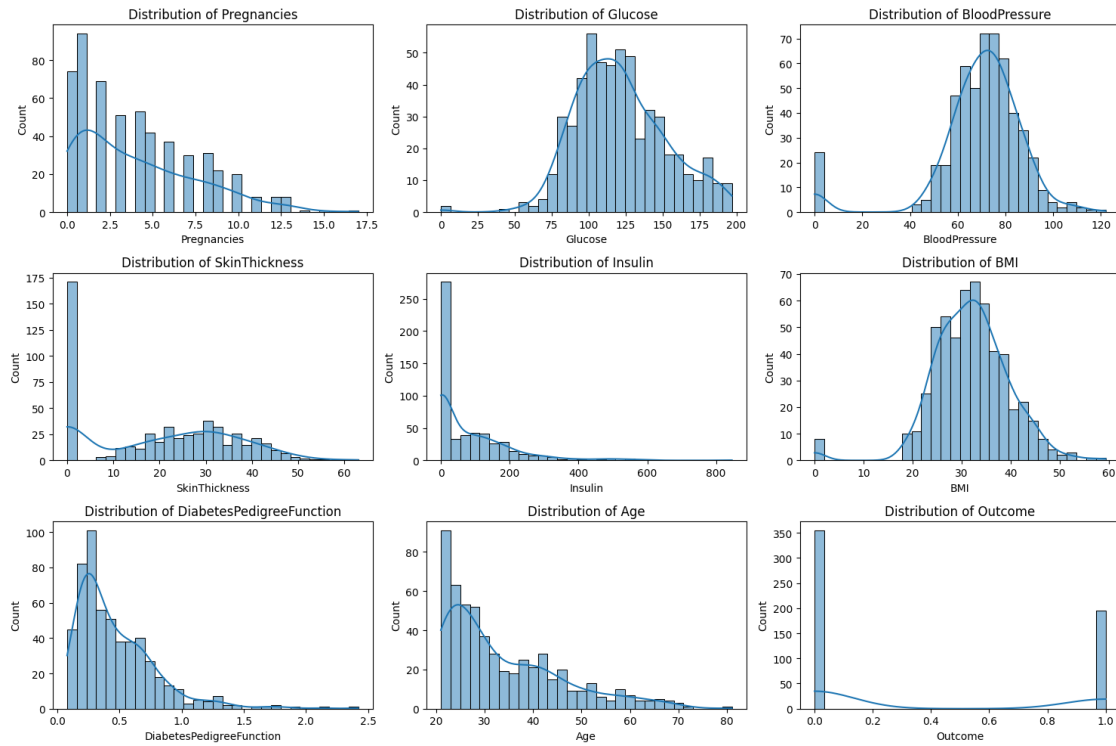 Distribution of Pregnancies
Count
80
60
40
20
0
0.0 2.5 5.0 7.5 10.0 12.5 15.0 17.5
Pregnancies
Distribution of Glucose
Count
50
40
30
20
10
0
0 25 50 75 100 125 150 175 200
Glucose
Distribution of BloodPressure
Count
70
60
50
40
30
20
10
0
0 20 40 60 80 100 120
BloodPressure
Distribution of SkinThickness
Count
175
150
125
100
75
50
25
0
0 10 20 30 40 50 60
SkinThickness
Distribution of Insulin
Count
250
200
150
100
50
0
0 200 400 600 800
Insulin
Distribution of BMI
Count
70
60
50
40
30
20
10
0
0 10 20 30 40 50 60
BMI
Distribution of DiabetesPedigreeFunction
Count
100
80
60
40
20
0
0.0 0.5 1.0 1.5 2.0 2.5
DiabetesPedigreeFunction
Distribution of Age
Count
80
60
40
20
0
20 30 40 50 60 70 80
Age
Distribution of Outcome
Count
350
300
250
200
150
100
50
0
0.0 0.2 0.4 0.6 0.8 1.0
Outcome